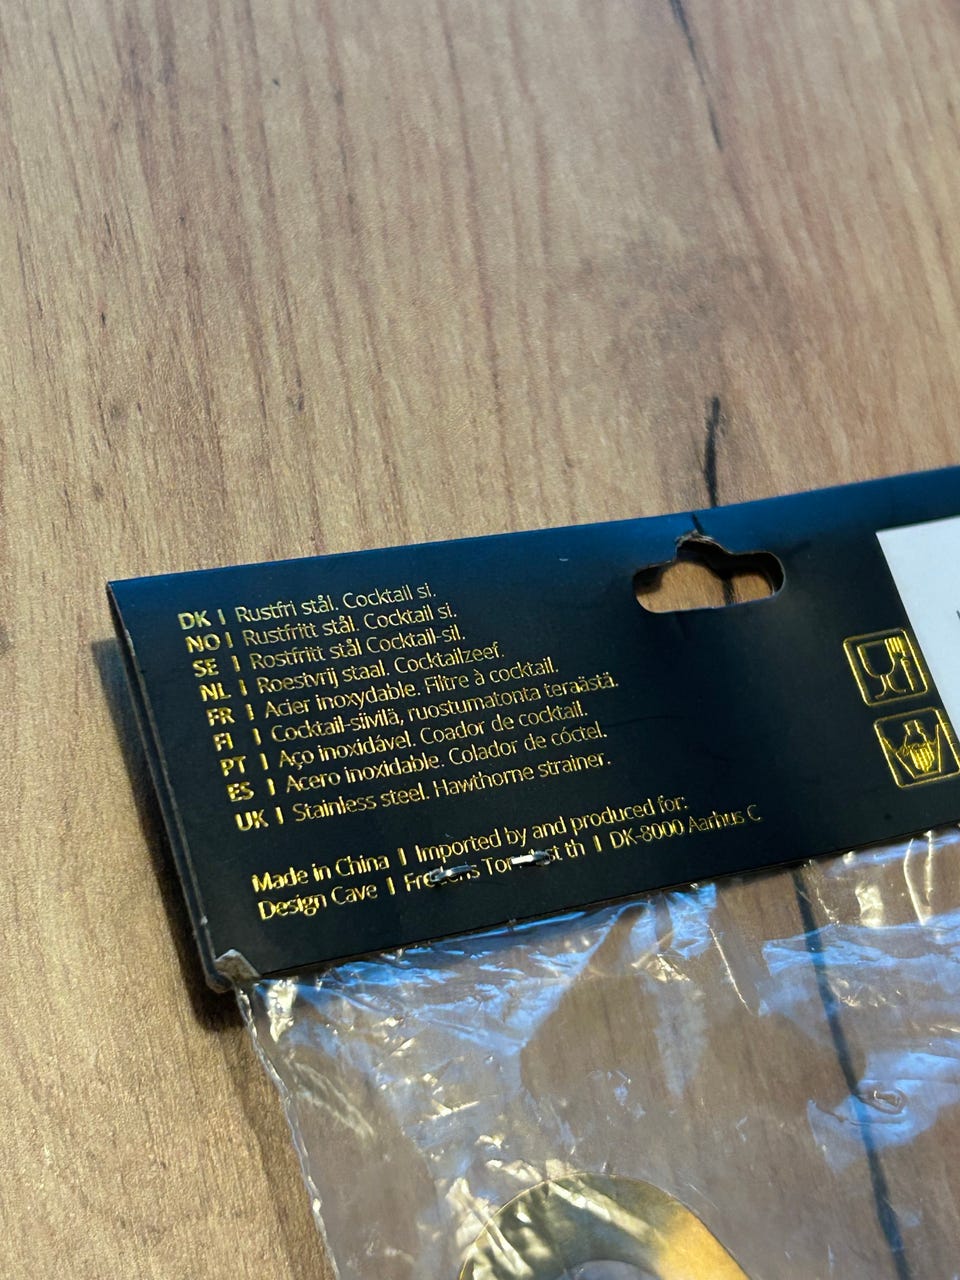 DK | Rustfri stål. Cocktail si.
NO | Rustfritt stål. Cocktail si.
SE | Rostfritt stål Cocktail-sil.
NL | Roestvrij staal. Cocktailzeef.
FR | Acier inoxydable. Filtre à cocktail.
FI | Cocktail-siivilä, ruostumatonta terästä.
PT | Aço inoxidável. Coador de cocktail.
ES | Acero inoxidable. Colador de cóctel.
UK | Stainless steel. Hawthorne strainer.
Made in China | Imported by and produced for:
Design Cave | th | DK-8000 Aarhus C